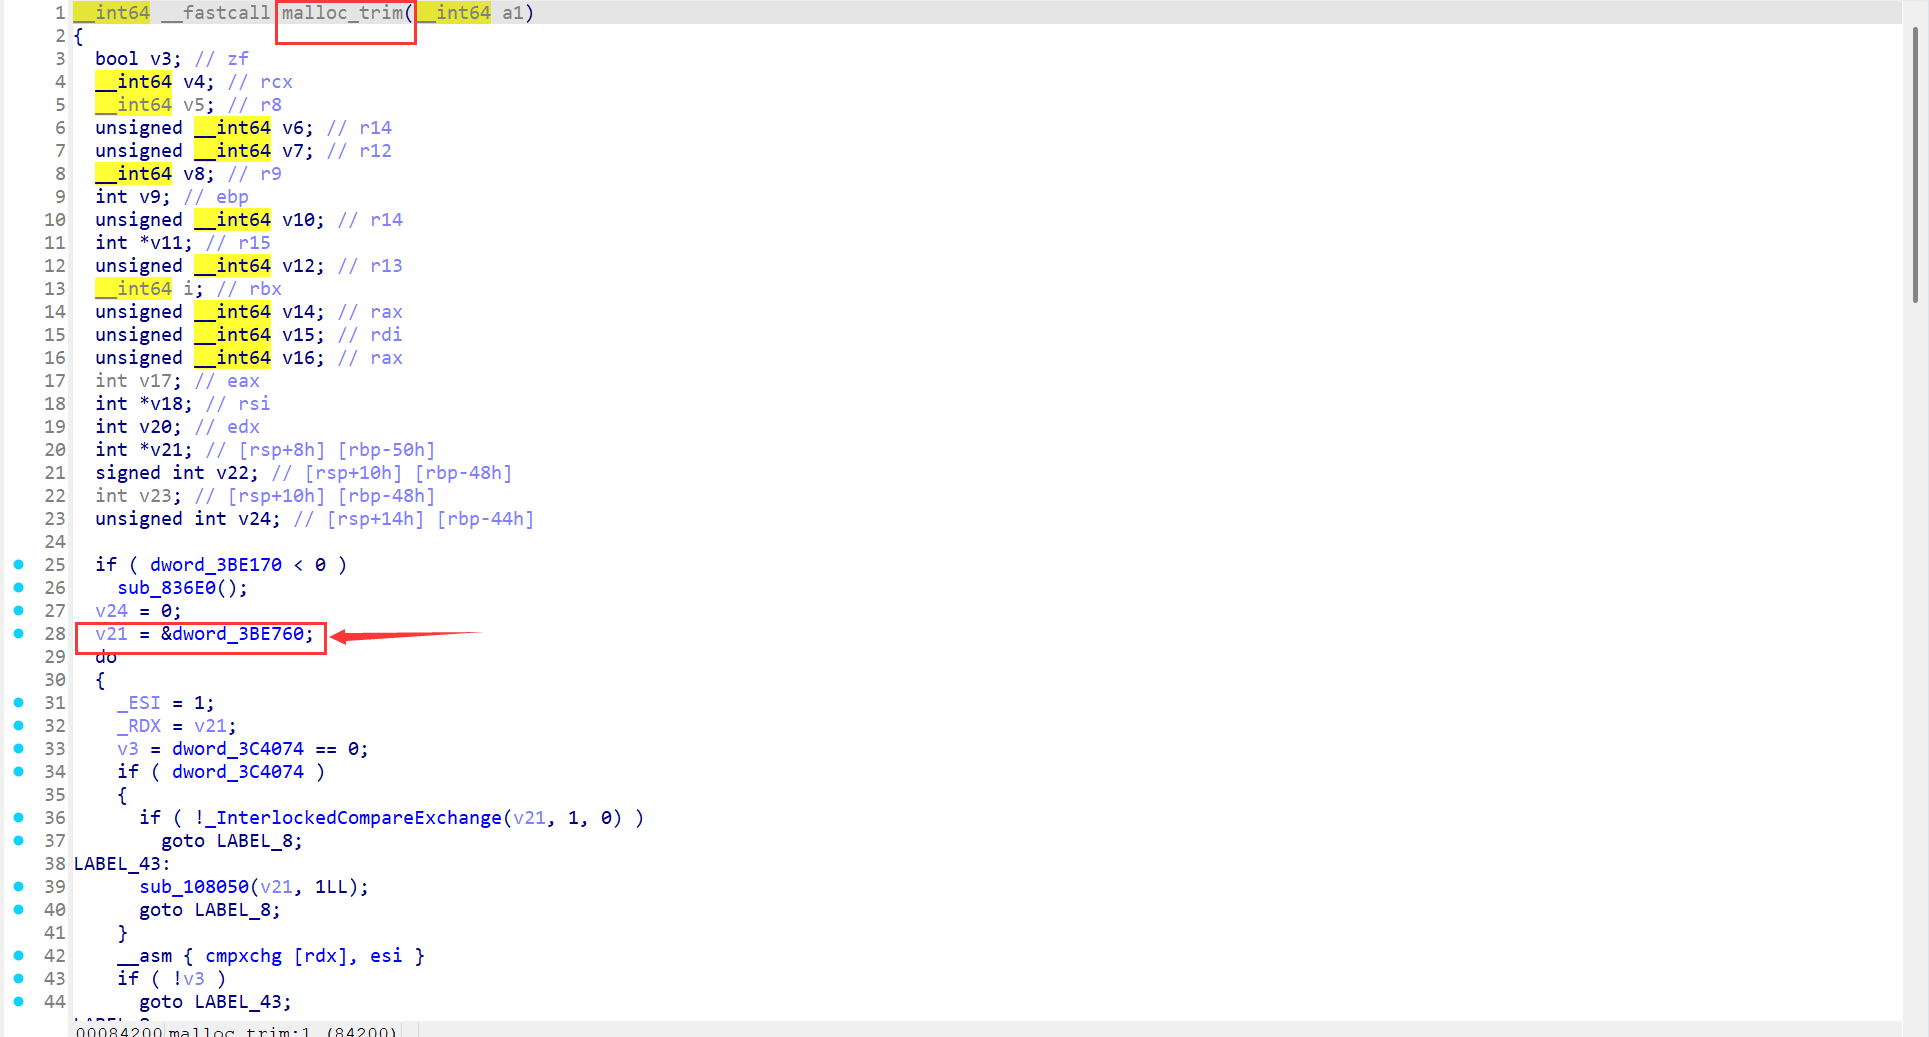 1 __int64 __fastcall malloc_trim(__int64 a1)
2 {
3 bool v3; // zf
4 __int64 v4; // rcx
5 __int64 v5; // r8
6 unsigned __int64 v6; // r14
7 unsigned __int64 v7; // r12
8 __int64 v8; // r9
9 int v9; // ebp
10 unsigned __int64 v10; // r14
11 int *v11; // r15
12 unsigned __int64 v12; // r13
13 __int64 i; // rbx
14 unsigned __int64 v14; // rax
15 unsigned __int64 v15; // rdi
16 unsigned __int64 v16; // rax
17 int v17; // eax
18 int *v18; // rsi
19 int v20; // edx
20 int *v21; // [rsp+8h] [rbp-50h]
21 signed int v22; // [rsp+10h] [rbp-48h]
22 int v23; // [rsp+10h] [rbp-48h]
23 unsigned int v24; // [rsp+14h] [rbp-44h]
24
25 if ( dword_3BE170 < 0 )
26 sub_836E0();
27 v24 = 0;
28 v21 = &dword_3BE760;
29 do
30 {
31 _ESI = 1;
32 _RDX = v21;
33 v3 = dword_3C4074 == 0;
34 if ( dword_3C4074 )
35 {
36 if ( !_InterlockedCompareExchange(v21, 1, 0) )
37 goto LABEL_8;
38 LABEL_43:
39 sub_108050(v21, 1LL);
40 goto LABEL_8;
41 }
42 __asm { cmpxchg [rdx], esi }
43 if ( !v3 )
44 goto LABEL_43;
00084200 malloc_trim:1 (84200)